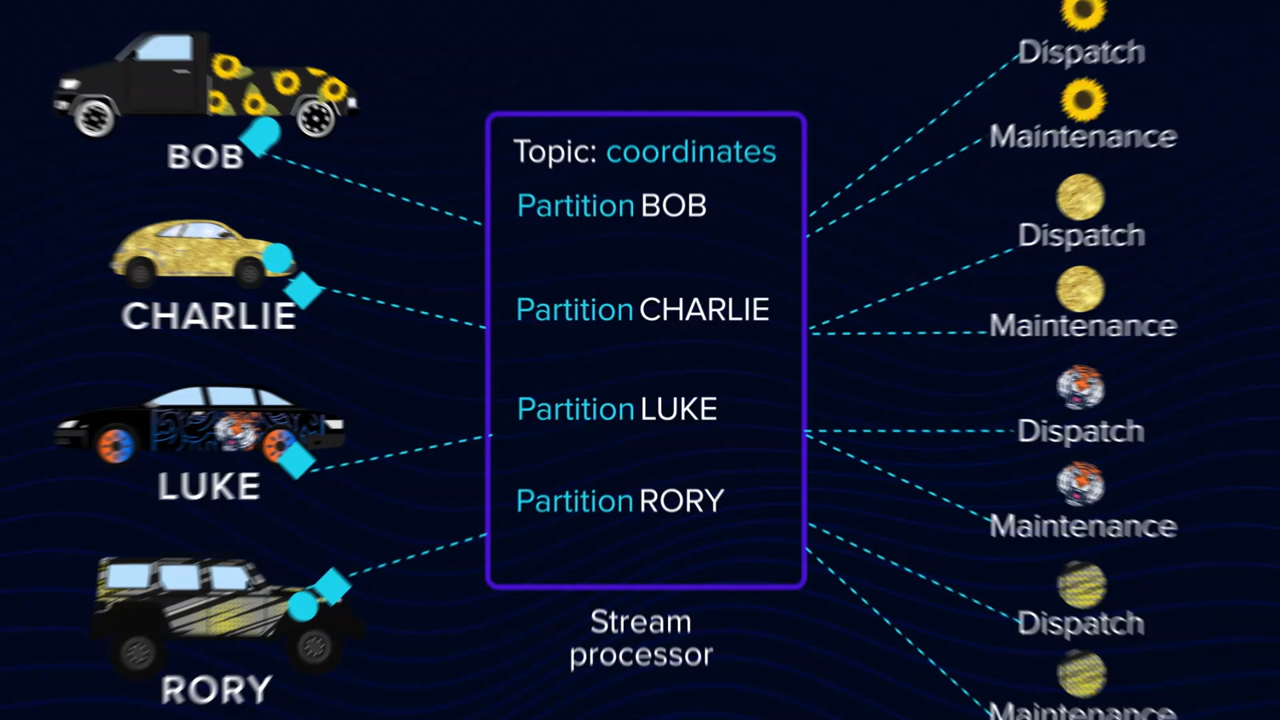 BOB
CHARLIE
LUKE
RORY
Topic: coordinates
Partition BOB
Partition CHARLIE
Partition LUKE
Partition RORY
Stream
processor
Dispatch
Maintenance
Dispatch
Maintenance
Dispatch
Maintenance
Dispatch
Maintenance